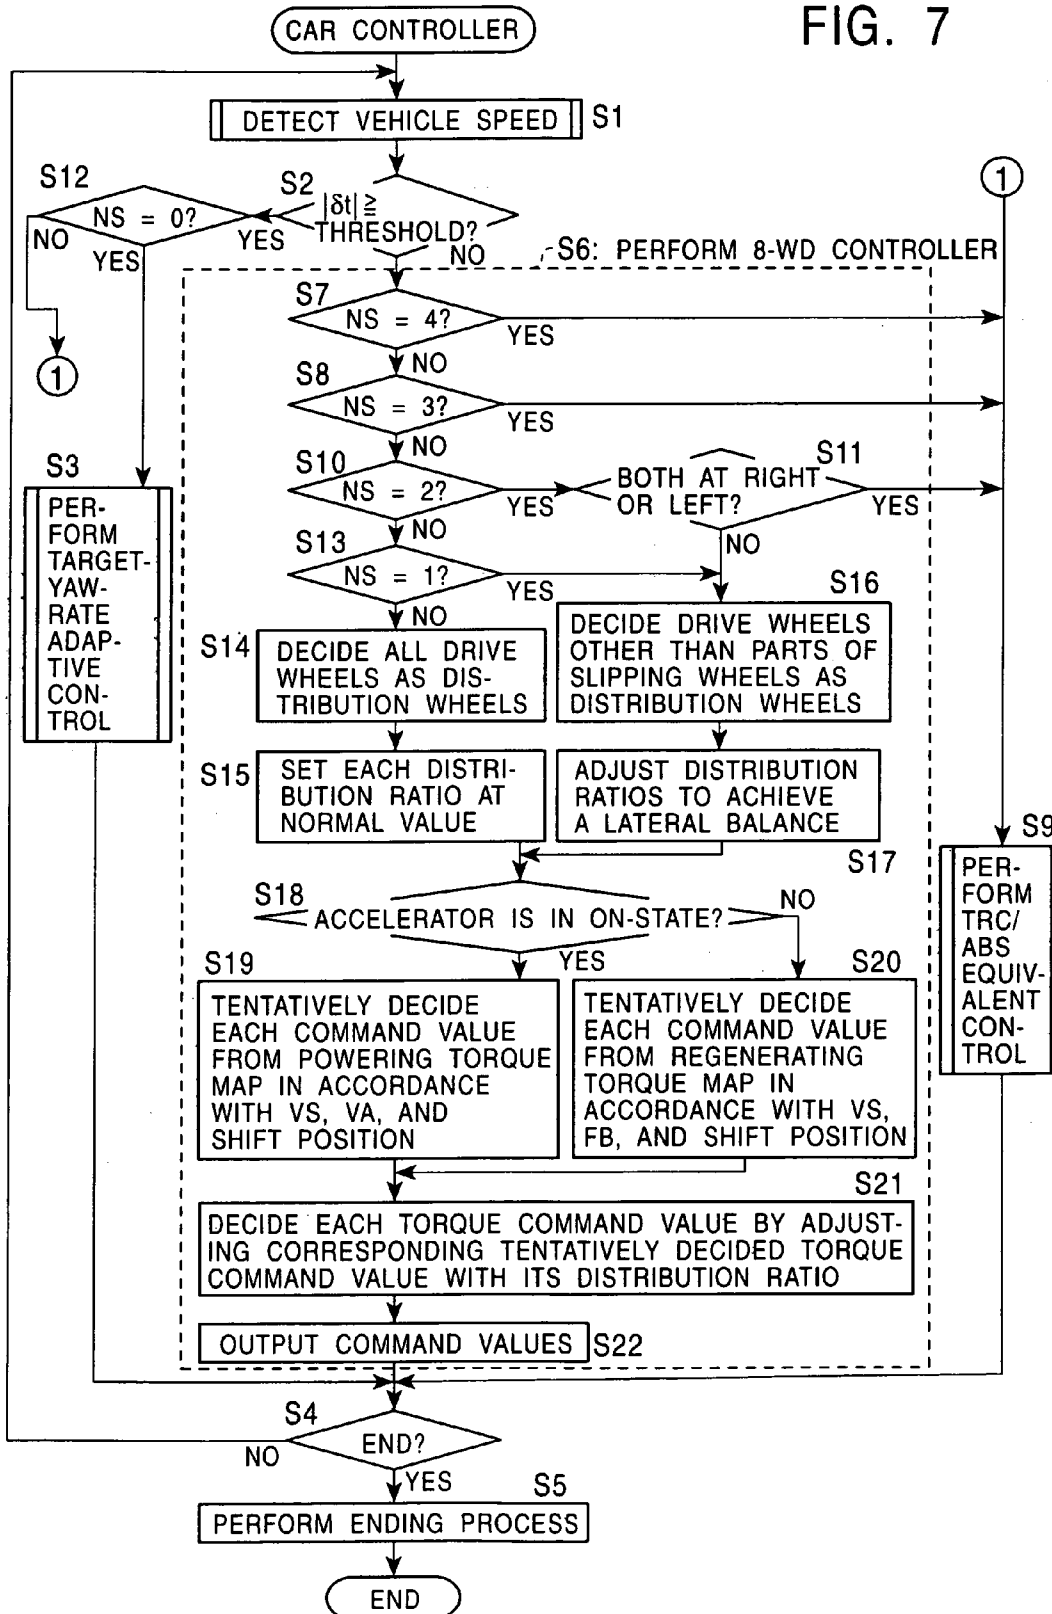 FIG. 7
CAR CONTROLLER
DETECT VEHICLE SPEED
S1
S12
NS = 0?
NO
YES
S2
|δt| ≧
THRESHOLD?
YES
NO
1
S6: PERFORM 8-WD CONTROLLER
S7
NS = 4?
YES
NO
1
S8
NS = 3?
YES
NO
S10
NS = 2?
YES
NO
S11
BOTH AT RIGHT
OR LEFT?
YES
NO
S13
NS = 1?
YES
NO
S3
PER-
FORM
TARGET-
YAW-
RATE
ADAP-
TIVE
CON-
TROL
S14
DECIDE ALL DRIVE
WHEELS AS DIS-
TRIBUTION WHEELS
S16
DECIDE DRIVE WHEELS
OTHER THAN PARTS OF
SLIPPING WHEELS AS
DISTRIBUTION WHEELS
S15
SET EACH DISTRI-
BUTION RATIO AT
NORMAL VALUE
ADJUST DISTRIBUTION
RATIOS TO ACHIEVE
A LATERAL BALANCE
S17
S9
PER-
FORM
TRC/
ABS
EQUIV-
ALENT
CON-
TROL
S18
ACCELERATOR IS IN ON-STATE?
NO
YES
S19
TENTATIVELY DECIDE
EACH COMMAND VALUE
FROM POWERING TORQUE
MAP IN ACCORDANCE
WITH VS, VA, AND
SHIFT POSITION
S20
TENTATIVELY DECIDE
EACH COMMAND VALUE
FROM REGENERATING
TORQUE MAP IN
ACCORDANCE WITH VS,
FB, AND SHIFT POSITION
S21
DECIDE EACH TORQUE COMMAND VALUE BY ADJUST-
ING CORRESPONDING TENTATIVELY DECIDED TORQUE
COMMAND VALUE WITH ITS DISTRIBUTION RATIO
OUTPUT COMMAND VALUES
S22
S4
END?
NO
YES
S5
PERFORM ENDING PROCESS
END